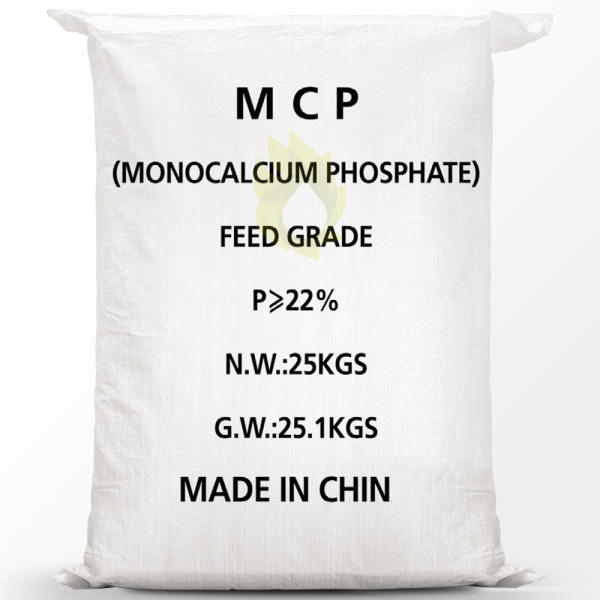 M C P
(MONOCALCIUM PHOSPHATE)
FEED GRADE
P⩾22%
N.W.:25KGS
G.W.:25.1KGS
MADE IN CHIN